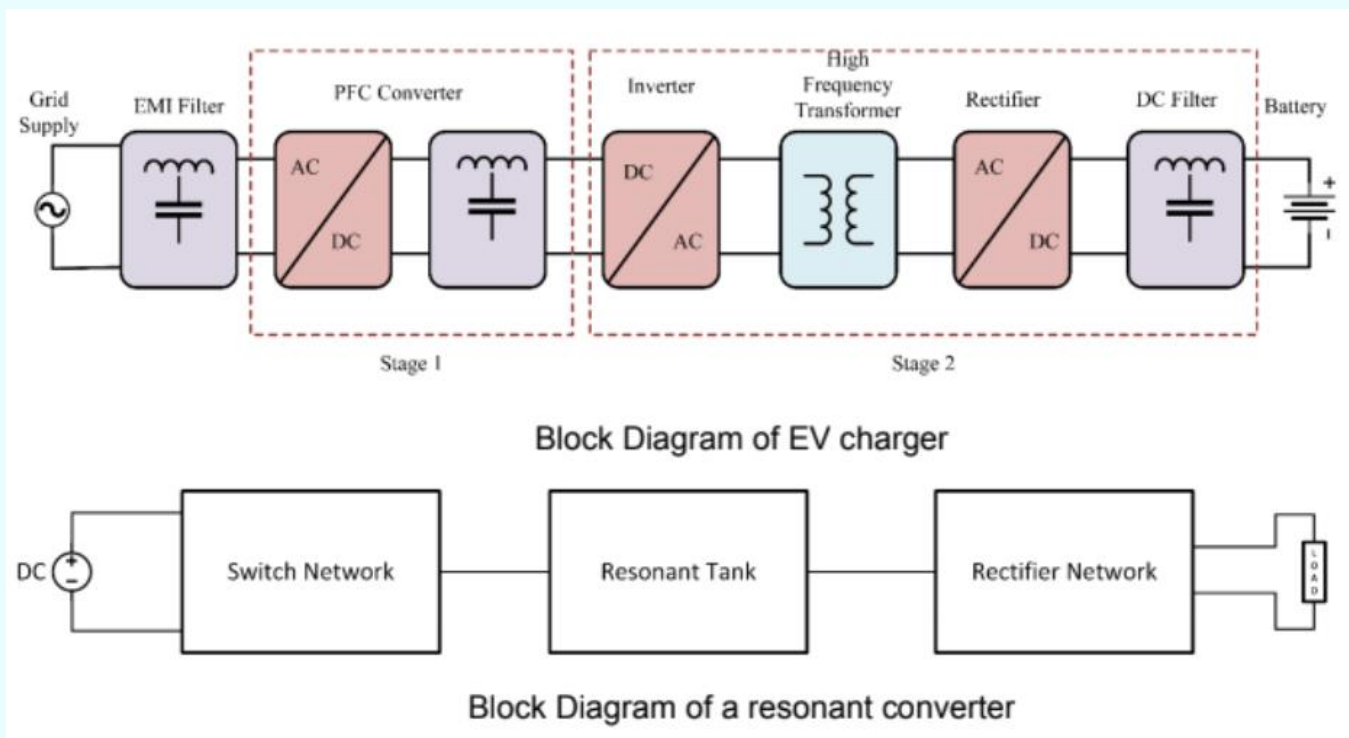 Grid
Supply
EMI Filter
PFC Converter
Inverter
High
Frequency
Transformer
Rectifier
DC Filter
Battery
AC
DC
DC
AC
AC
DC
+
-
Stage 1
Stage 2
Block Diagram of EV charger
DC
+
-
Switch Network
Resonant Tank
Rectifier Network
LOAD
Block Diagram of a resonant converter